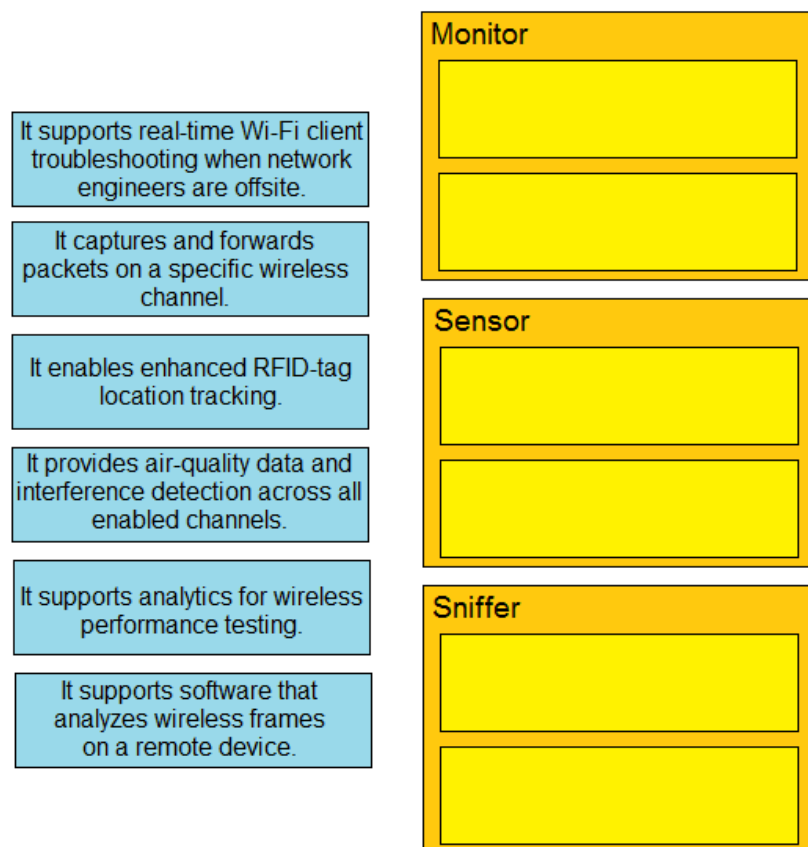 It supports real-time Wi-Fi client
troubleshooting when network
engineers are offsite.
It captures and forwards
packets on a specific wireless
channel.
It enables enhanced RFID-tag
location tracking.
It provides air-quality data and
interference detection across all
enabled channels.
It supports analytics for wireless
performance testing.
It supports software that
analyzes wireless frames
on a remote device.
Monitor
Sensor
Sniffer